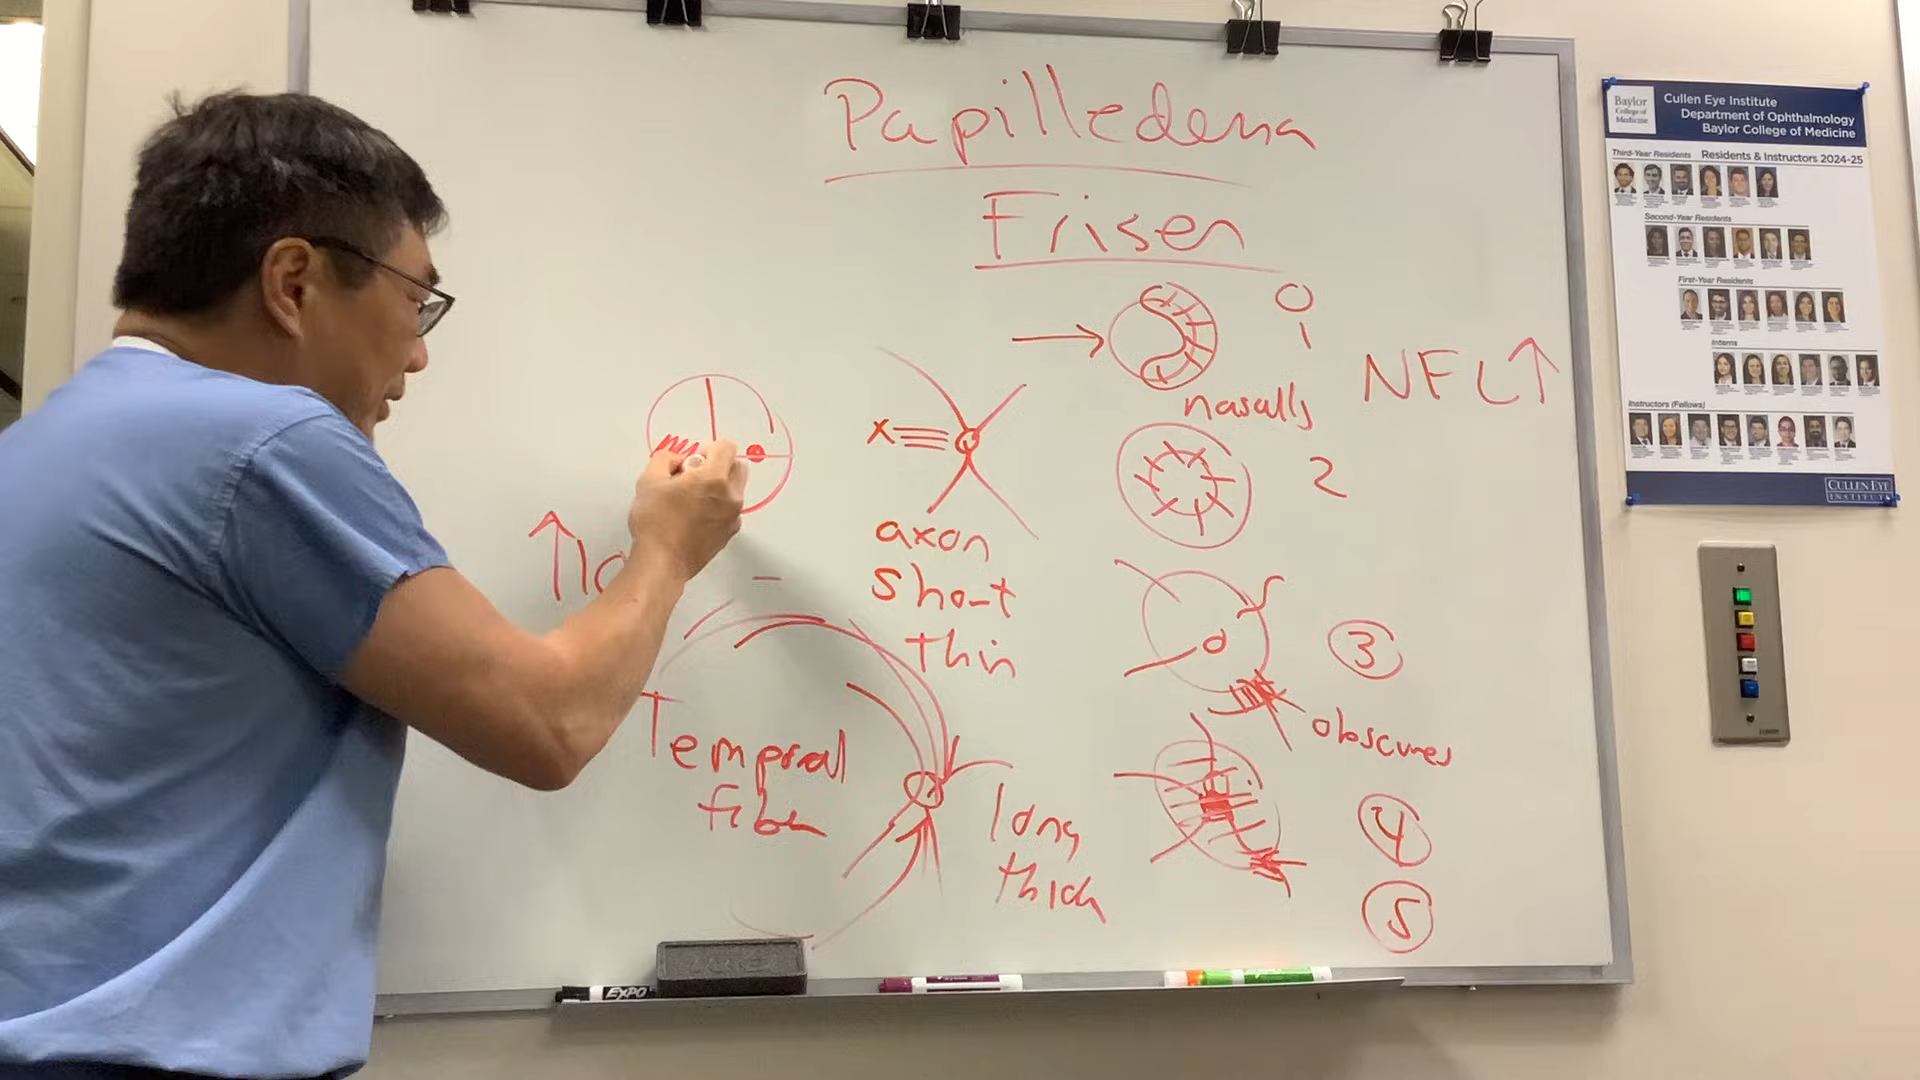 Papilledema
Frisen
0
1
NFL↑
nasally
2
X
axon
short
thin
3
obscures
Temporal
fiber
long
thick
4
5
EXPO
Baylor
College of
Medicine
Cullen Eye Institute
Department of Ophthalmology
Baylor College of Medicine
Third-Year Residents
Residents & Instructors 2024-25
Second-Year Residents
First-Year Residents
Interns
Instructors (Fellows)
CULLEN EYE
INSTITUTE